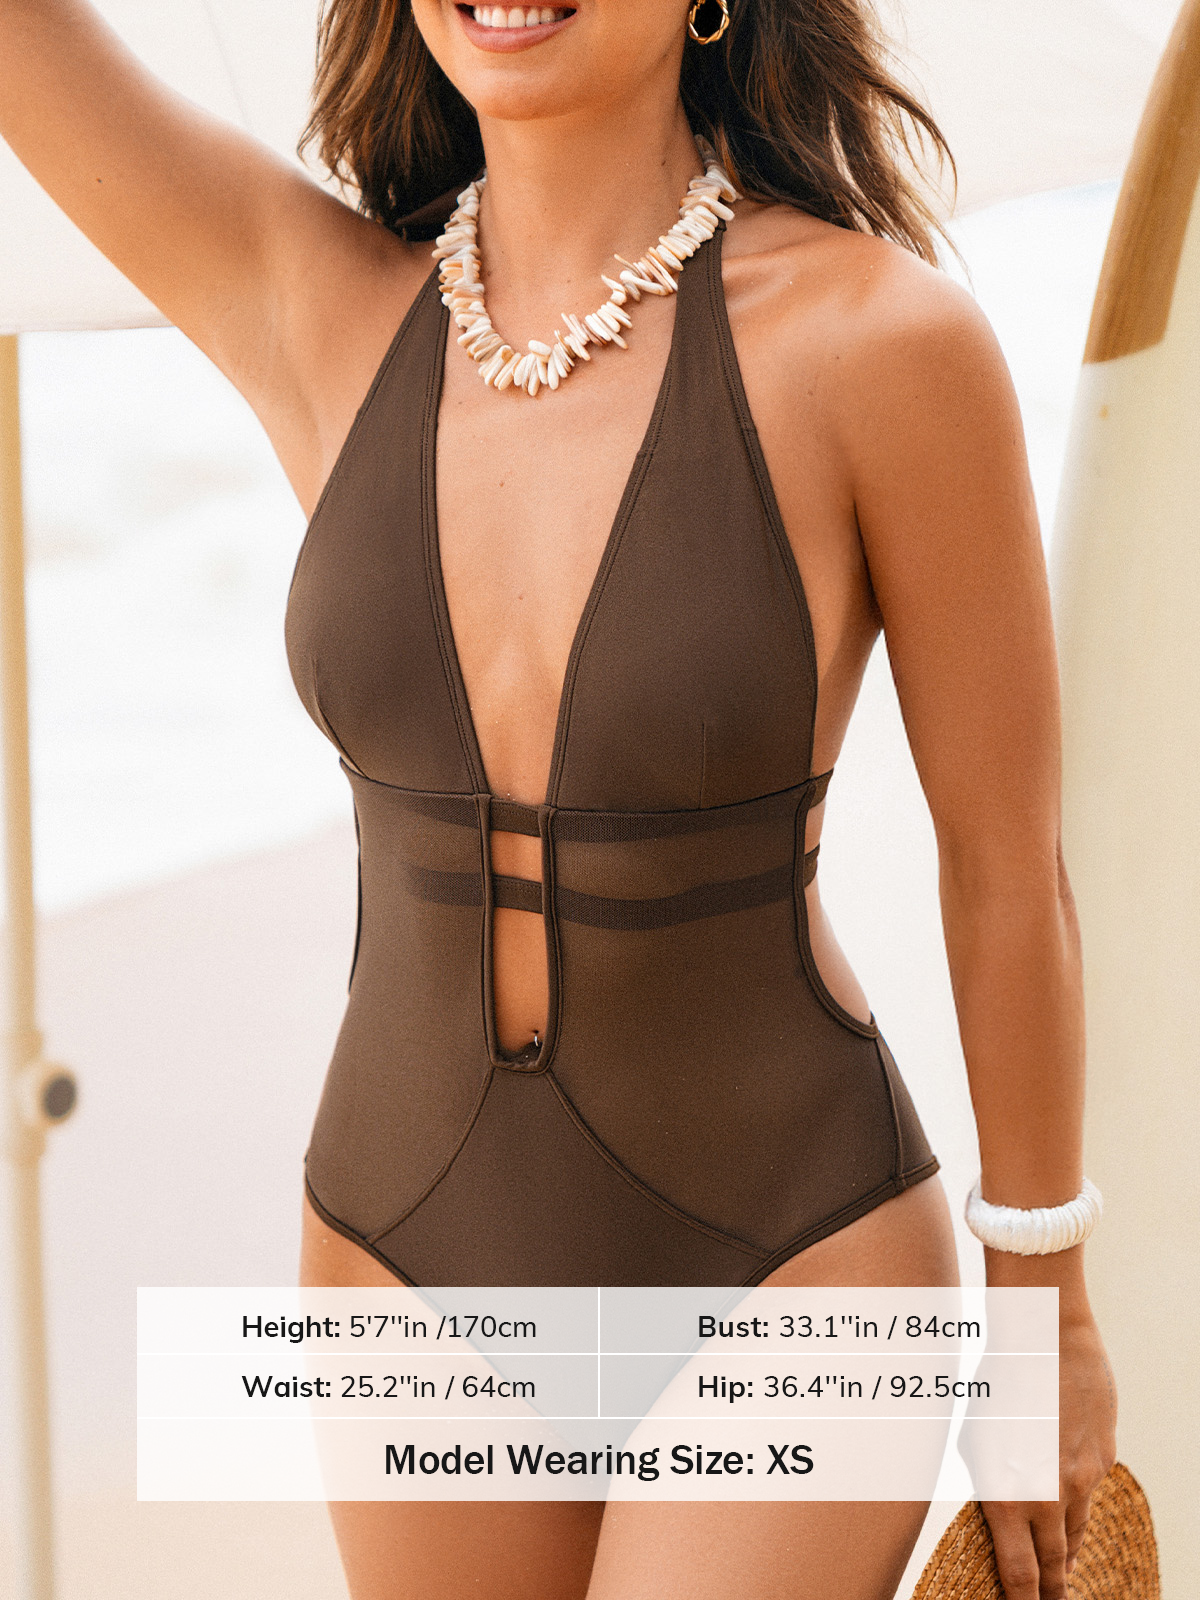 Height: 5'7''in /170cm
Bust: 33.1''in / 84cm
Waist: 25.2''in / 64cm
Hip: 36.4''in / 92.5cm
Model Wearing Size: XS